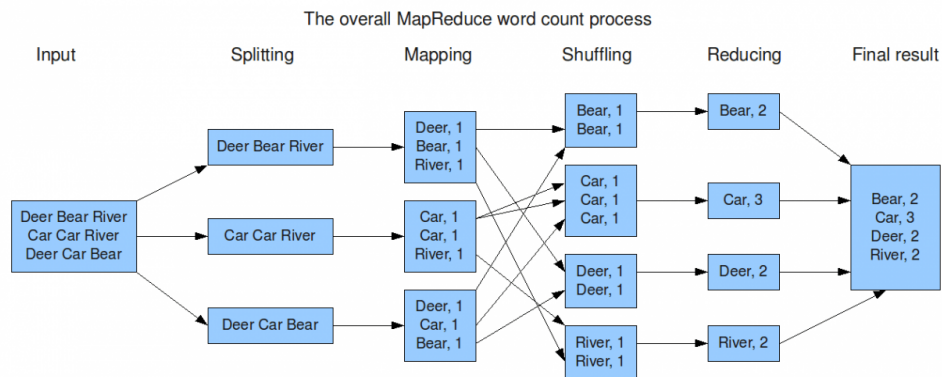 The overall MapReduce word count process
Input
Splitting
Mapping
Shuffling
Reducing
Final result
Deer Bear River
Car Car River
Deer Car Bear
Deer Bear River
Car Car River
Deer Car Bear
Deer, 1
Bear, 1
River, 1
Car, 1
Car, 1
River, 1
Deer, 1
Car, 1
Bear, 1
Bear, 1
Bear, 1
Car, 1
Car, 1
Car, 1
Deer, 1
Deer, 1
River, 1
River, 1
Bear, 2
Car, 3
Deer, 2
River, 2
Bear, 2
Car, 3
Deer, 2
River, 2